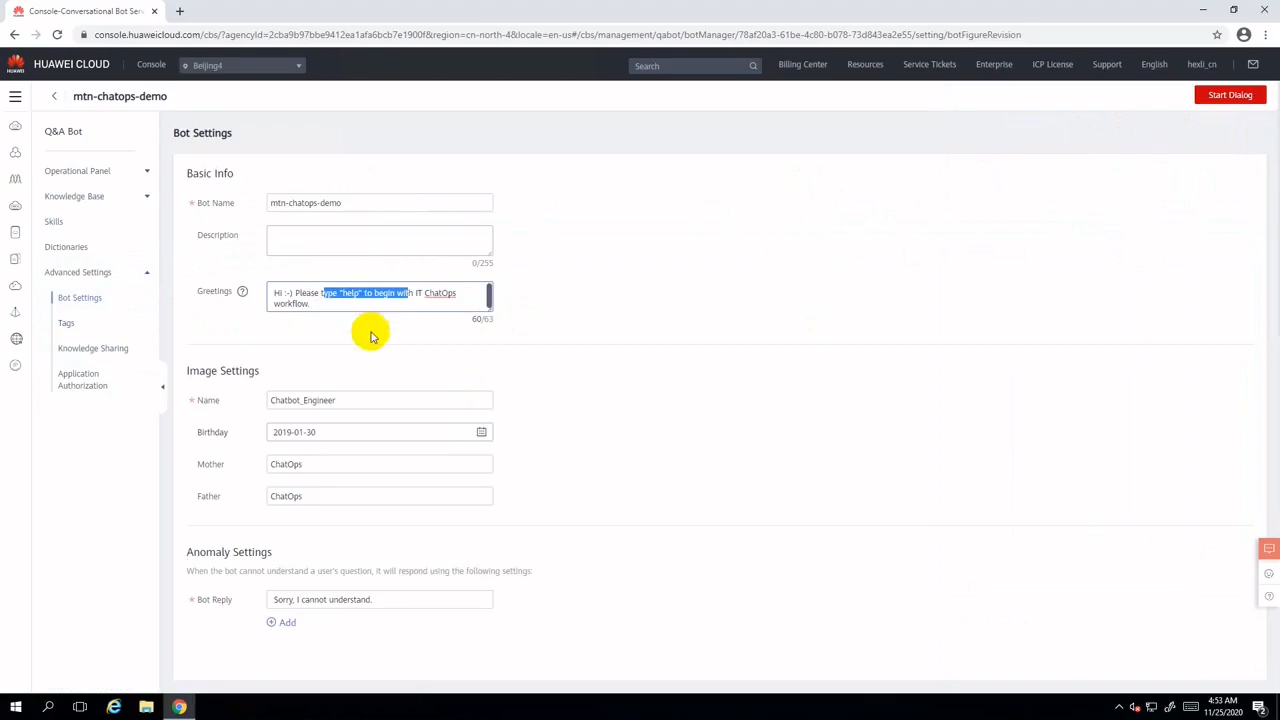 Console-Conversational Bot Serv
console.huaweicloud.com/cbs/?agencyId=2cba9b97bbe9412ea1afa6bcb7e1900f&region=cn-north-4&locale=en-us#/cbs/management/qabot/botManager/78af20a3-61be-4c80-b078-73d843ea2e55/setting/botFigureRevision
HUAWEI
HUAWEI CLOUD
Console
Beijing4
Search
Billing Center
Resources
Service Tickets
Enterprise
ICP License
Support
English
hexli_cn
mtn-chatops-demo
Start Dialog
Q&A Bot
Operational Panel
Knowledge Base
Skills
Dictionaries
Advanced Settings
Bot Settings
Tags
Knowledge Sharing
Application
Authorization
Bot Settings
Basic Info
* Bot Name
mtn-chatops-demo
Description
0/255
Greetings
Hi :-) Please type "help" to begin with IT ChatOps
workflow.
60/63
Image Settings
* Name
Chatbot_Engineer
Birthday
2019-01-30
Mother
ChatOps
Father
ChatOps
Anomaly Settings
When the bot cannot understand a user's question, it will respond using the following settings:
* Bot Reply
Sorry, I cannot understand.
Add
4:53 AM
11/25/2020
2